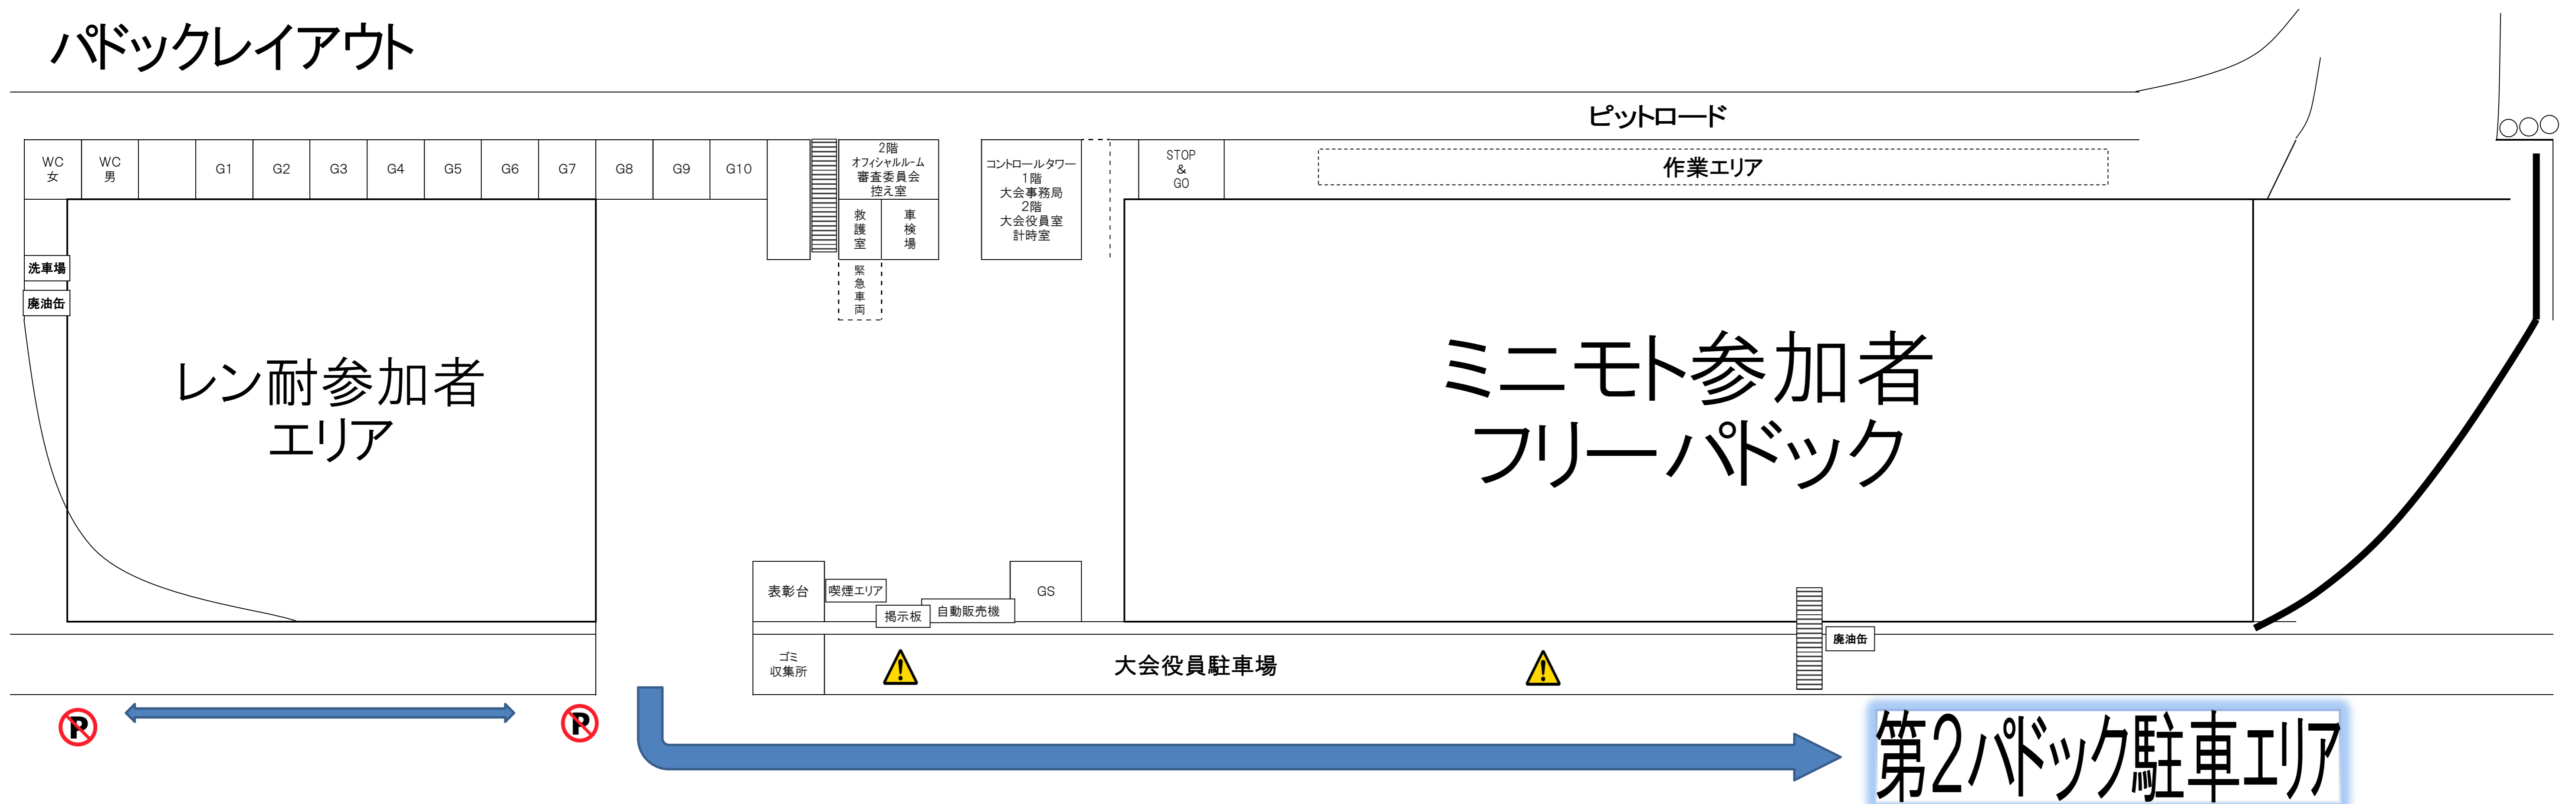 パドックレイアウト
ピットロード
WC
女
WC
男
G1
G2
G3
G4
G5
G6
G7
G8
G9
G10
2階
オフィシャルルーム
審査委員会
控え室
救護室
車検場
緊急車両
コントロールタワー
1階
大会事務局
2階
大会役員室
計時室
STOP
&
GO
作業エリア
洗車場
廃油缶
レン耐参加者
エリア
ミニモト参加者
フリーパドック
表彰台
喫煙エリア
掲示板
自動販売機
GS
ゴミ
収集所
大会役員駐車場
廃油缶
P
P
第2パドック駐車エリア